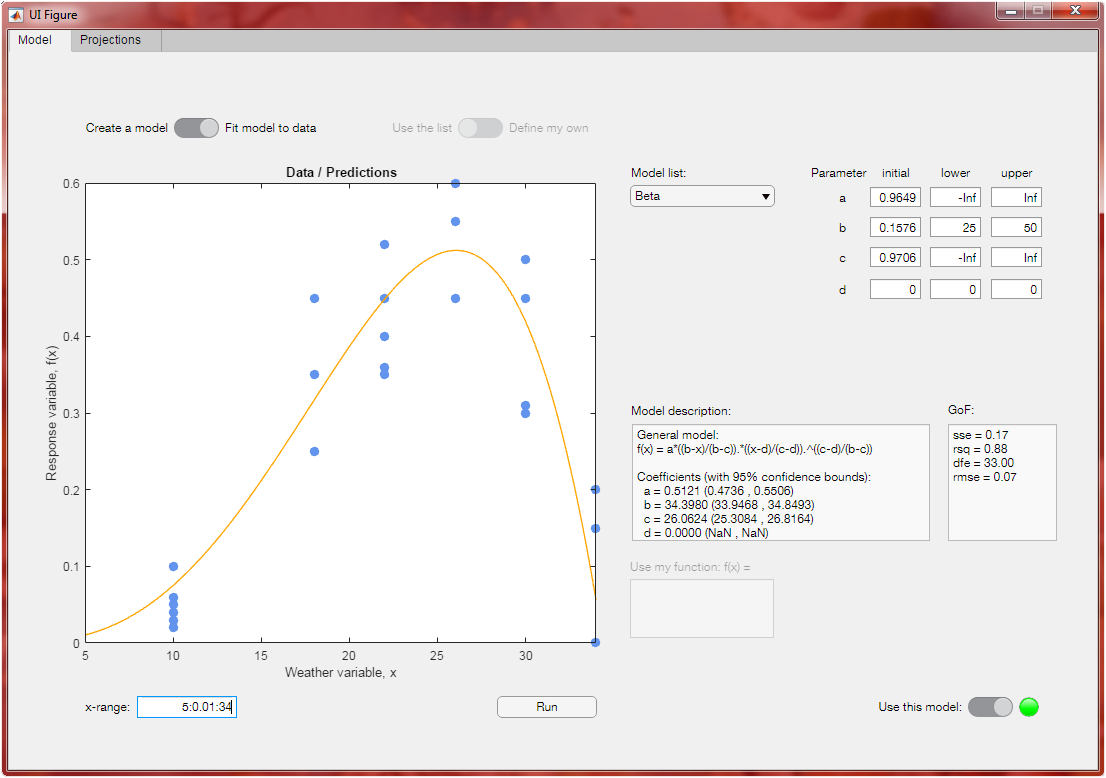 UI Figure
Model Projections
Create a model Fit model to data Use the list Define my own
Data / Predictions
0.6
0.5
0.4
0.3
0.2
0.1
0
Response variable, f(x)
5 10 15 20 25 30
Weather variable, x
x-range: 5:0.01:34
Run
Model list:
Beta
Parameter initial lower upper
a 0.9649 -Inf Inf
b 0.1576 25 50
c 0.9706 -Inf Inf
d 0 0 0
Model description:
General model:
f(x) = a*((b-x)/(b-c)).*((x-d)/(c-d)).^((c-d)/(b-c))
Coefficients (with 95% confidence bounds):
a = 0.5121 (0.4736 , 0.5506)
b = 34.3980 (33.9468 , 34.8493)
c = 26.0624 (25.3084 , 26.8164)
d = 0.0000 (NaN , NaN)
GoF:
sse = 0.17
rsq = 0.88
dfe = 33.00
rmse = 0.07
Use my function: f(x) =
Use this model: